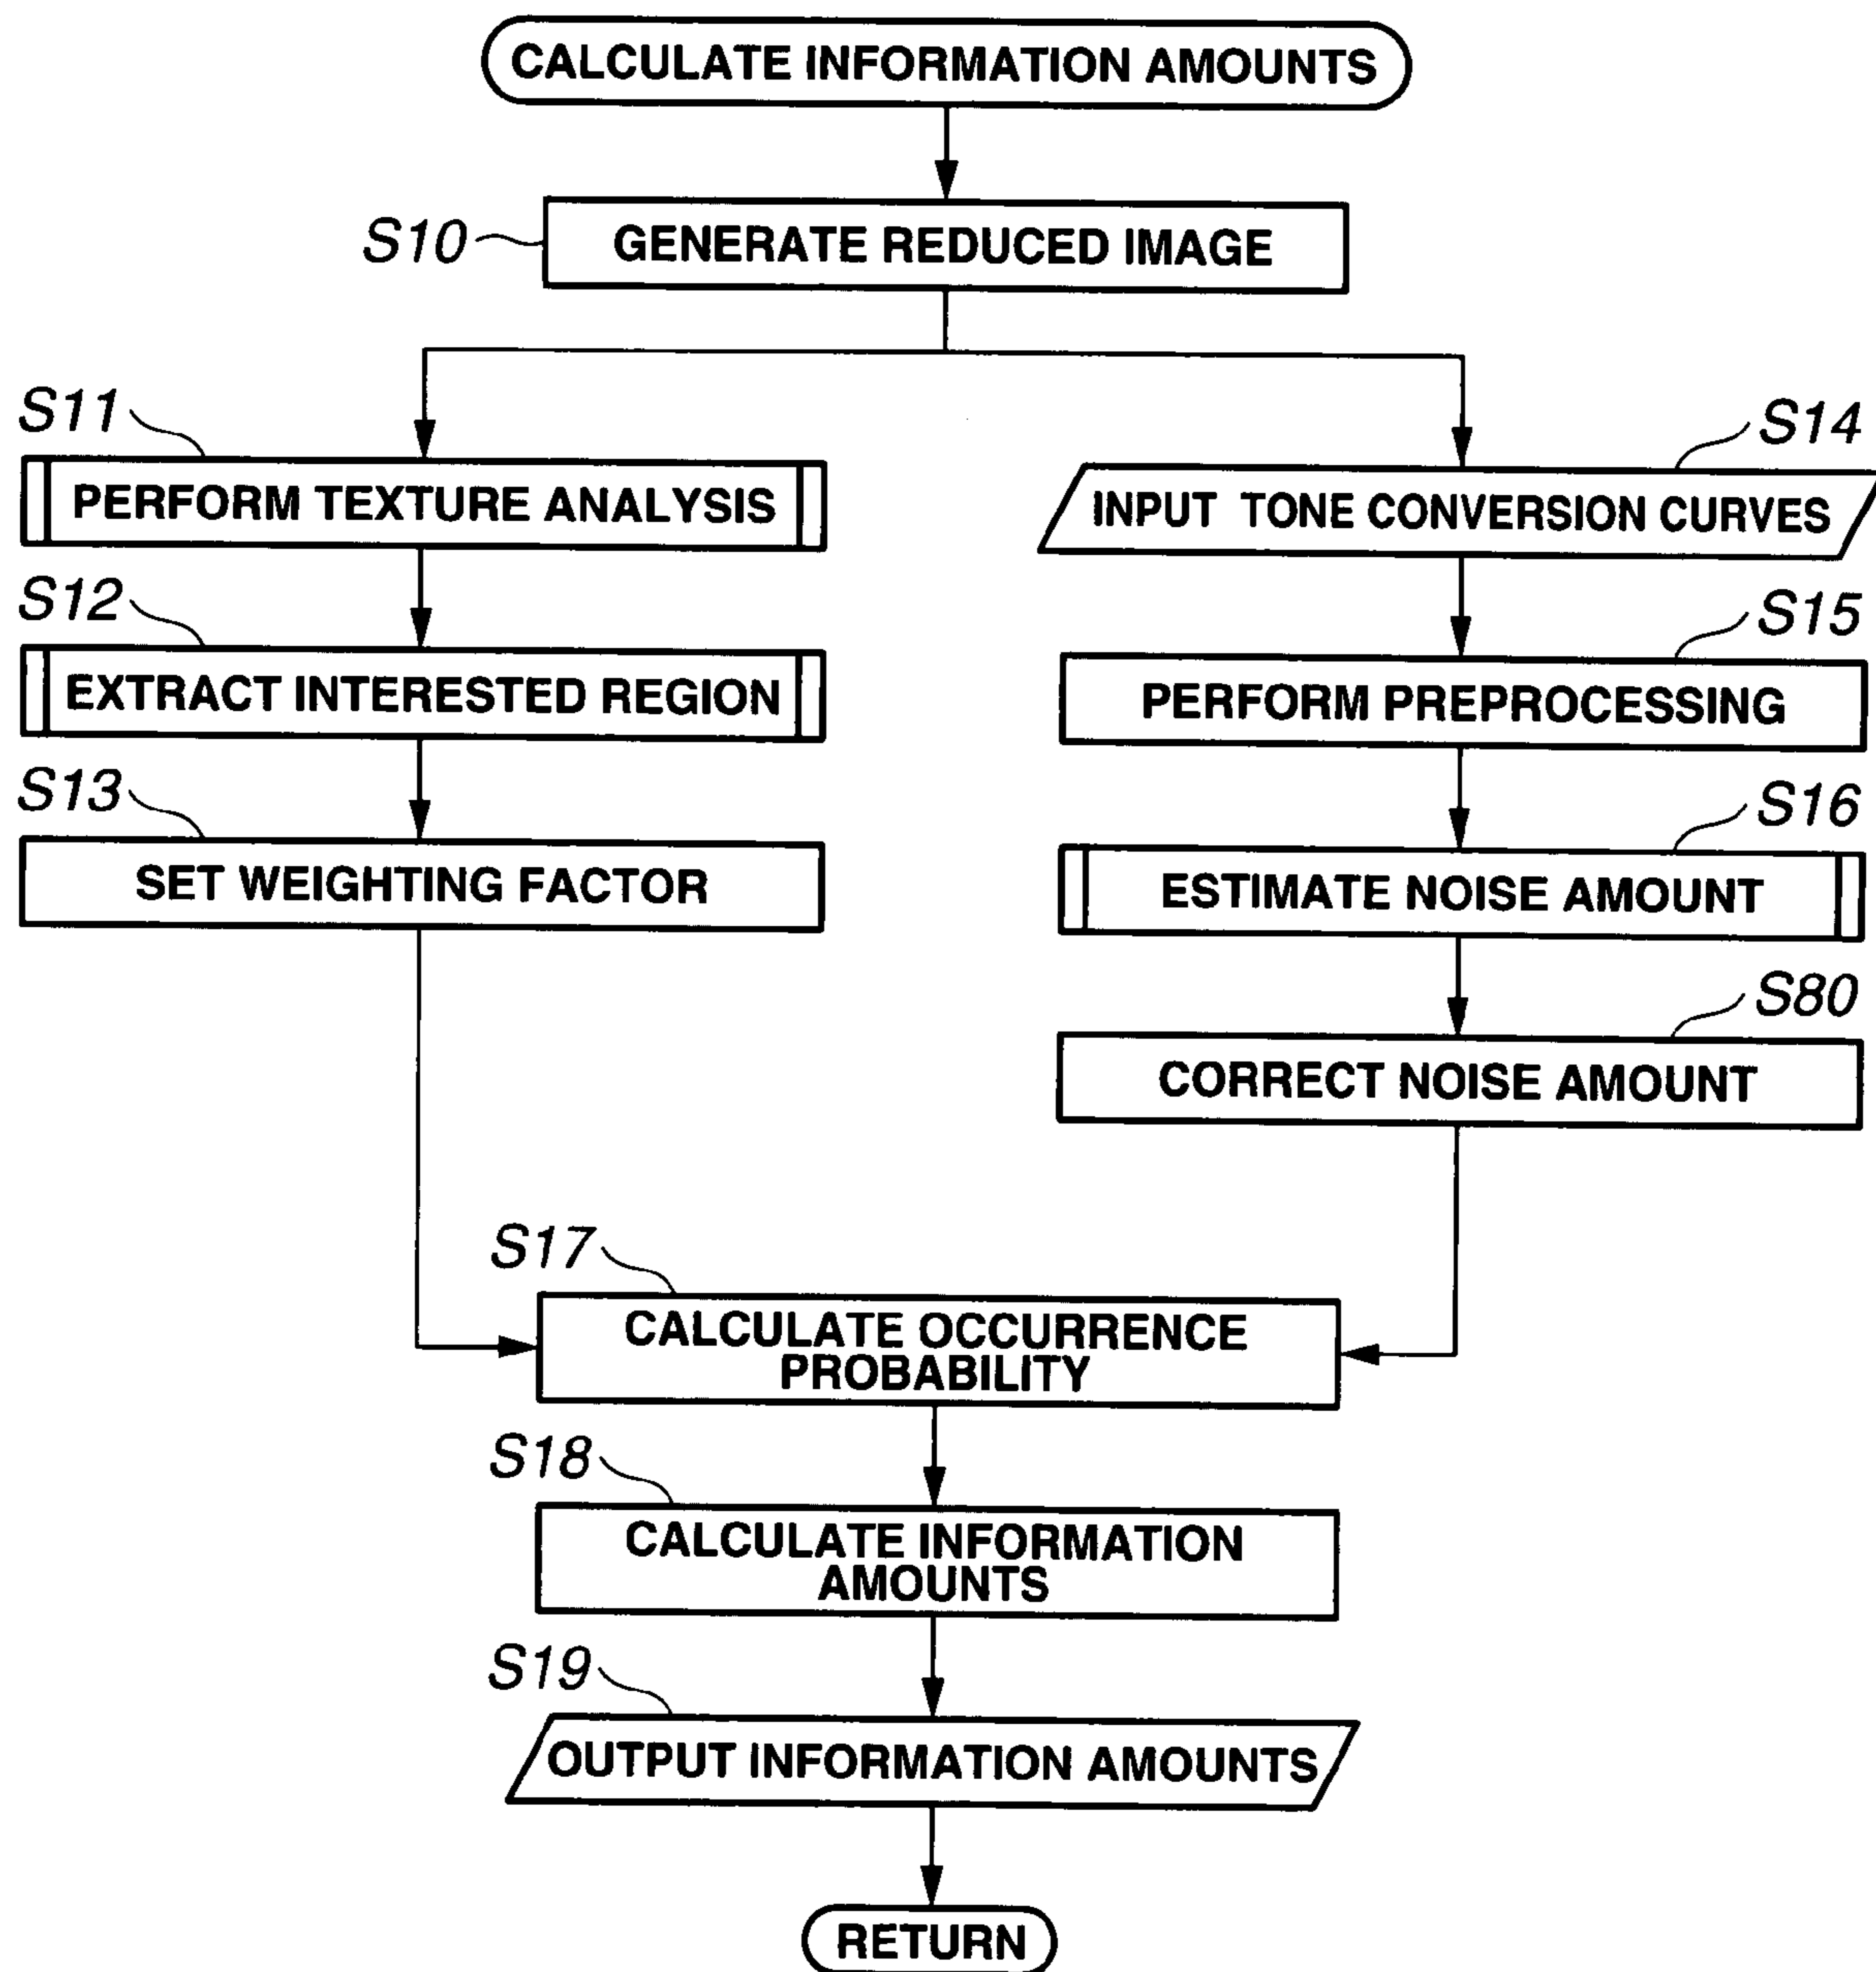 CALCULATE INFORMATION AMOUNTS
S10
GENERATE REDUCED IMAGE
S11
PERFORM TEXTURE ANALYSIS
S12
EXTRACT INTERESTED REGION
S13
SET WEIGHTING FACTOR
S14
INPUT TONE CONVERSION CURVES
S15
PERFORM PREPROCESSING
S16
ESTIMATE NOISE AMOUNT
S80
CORRECT NOISE AMOUNT
S17
CALCULATE OCCURRENCE
PROBABILITY
S18
CALCULATE INFORMATION
AMOUNTS
S19
OUTPUT INFORMATION AMOUNTS
RETURN